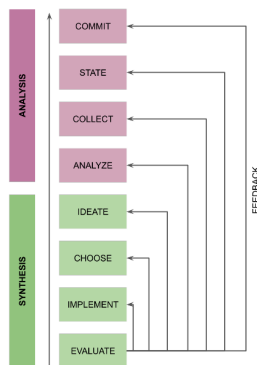 ANALYSIS
COMMIT
STATE
COLLECT
ANALYZE
SYNTHESIS
IDEATE
CHOOSE
IMPLEMENT
EVALUATE
FEEDBACK